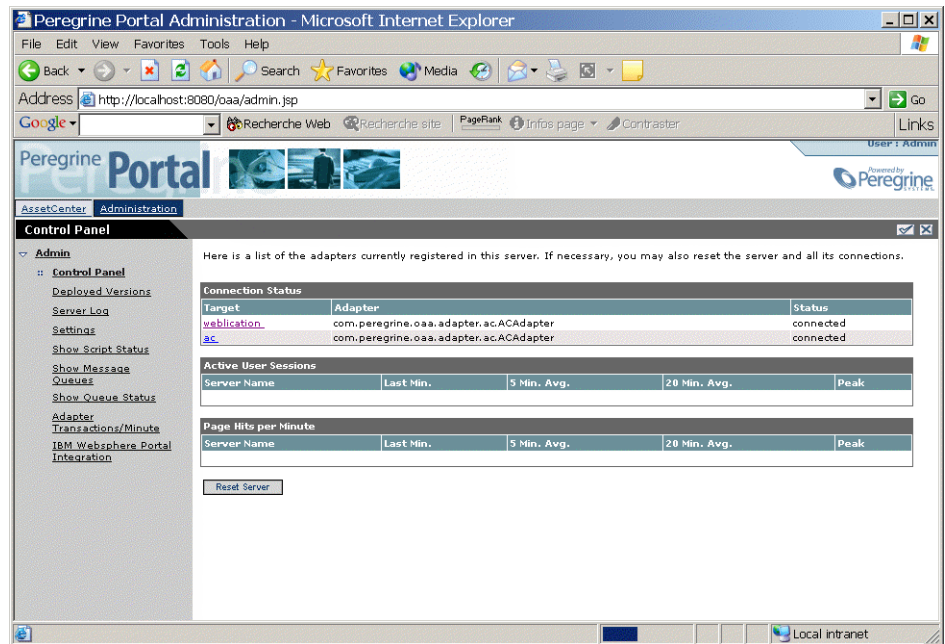 Peregrine Portal Administration - Microsoft Internet Explorer
File Edit View Favorites Tools Help
Back Search Favorites Media
Address http://localhost:8080/oaa/admin.jsp Go
Google Recherche Web Recherche site PageRank Infos page Contraster Links
User : Admin
Peregrine Portal
Powered by
Peregrine
SYSTEMS
AssetCenter Administration
Control Panel
Admin
Control Panel
Deployed Versions
Server Log
Settings
Show Script Status
Show Message
Queues
Show Queue Status
Adapter
Transactions/Minute
IBM Websphere Portal
Integration
Here is a list of the adapters currently registered in this server. If necessary, you may also reset the server and all its connections.
Connection Status
Target Adapter Status
weblication com.peregrine.oaa.adapter.ac.ACAdapter connected
ac com.peregrine.oaa.adapter.ac.ACAdapter connected
Active User Sessions
Server Name Last Min. 5 Min. Avg. 20 Min. Avg. Peak
Page Hits per Minute
Server Name Last Min. 5 Min. Avg. 20 Min. Avg. Peak
Reset Server
Local intranet